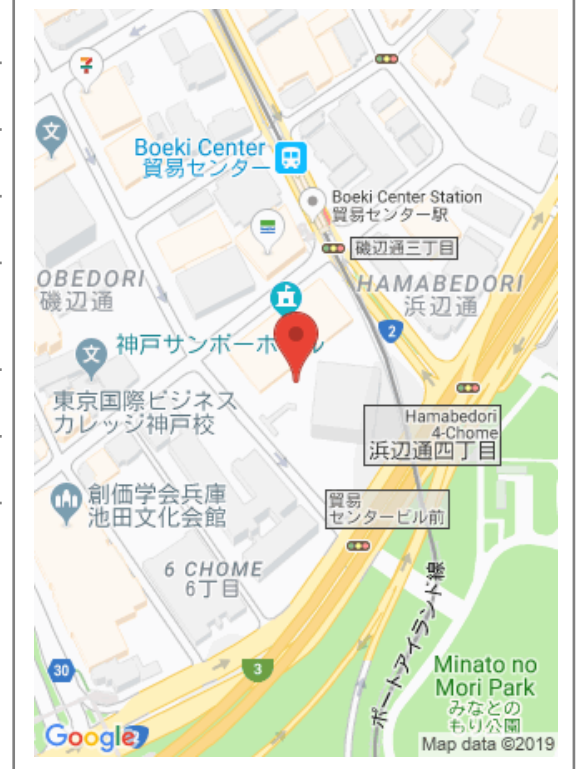 7
文
Boeki Center
貿易センター
Boeki Center Station
貿易センター駅
磯辺通三丁目
OBEDORI
磯辺通
HAMABEDORI
浜辺通
2
神戸サンボーホ
ル
文
東京国際ビジネス
カレッジ神戸校
Hamabedori
4-Chome
浜辺通四丁目
創価学会兵庫
池田文化会館
貿易
センタービル前
6 CHOME
6丁目
ポートアイランド線
30
3
Minato no
Mori Park
みなとの
もり公園
Google
Map data ©2019